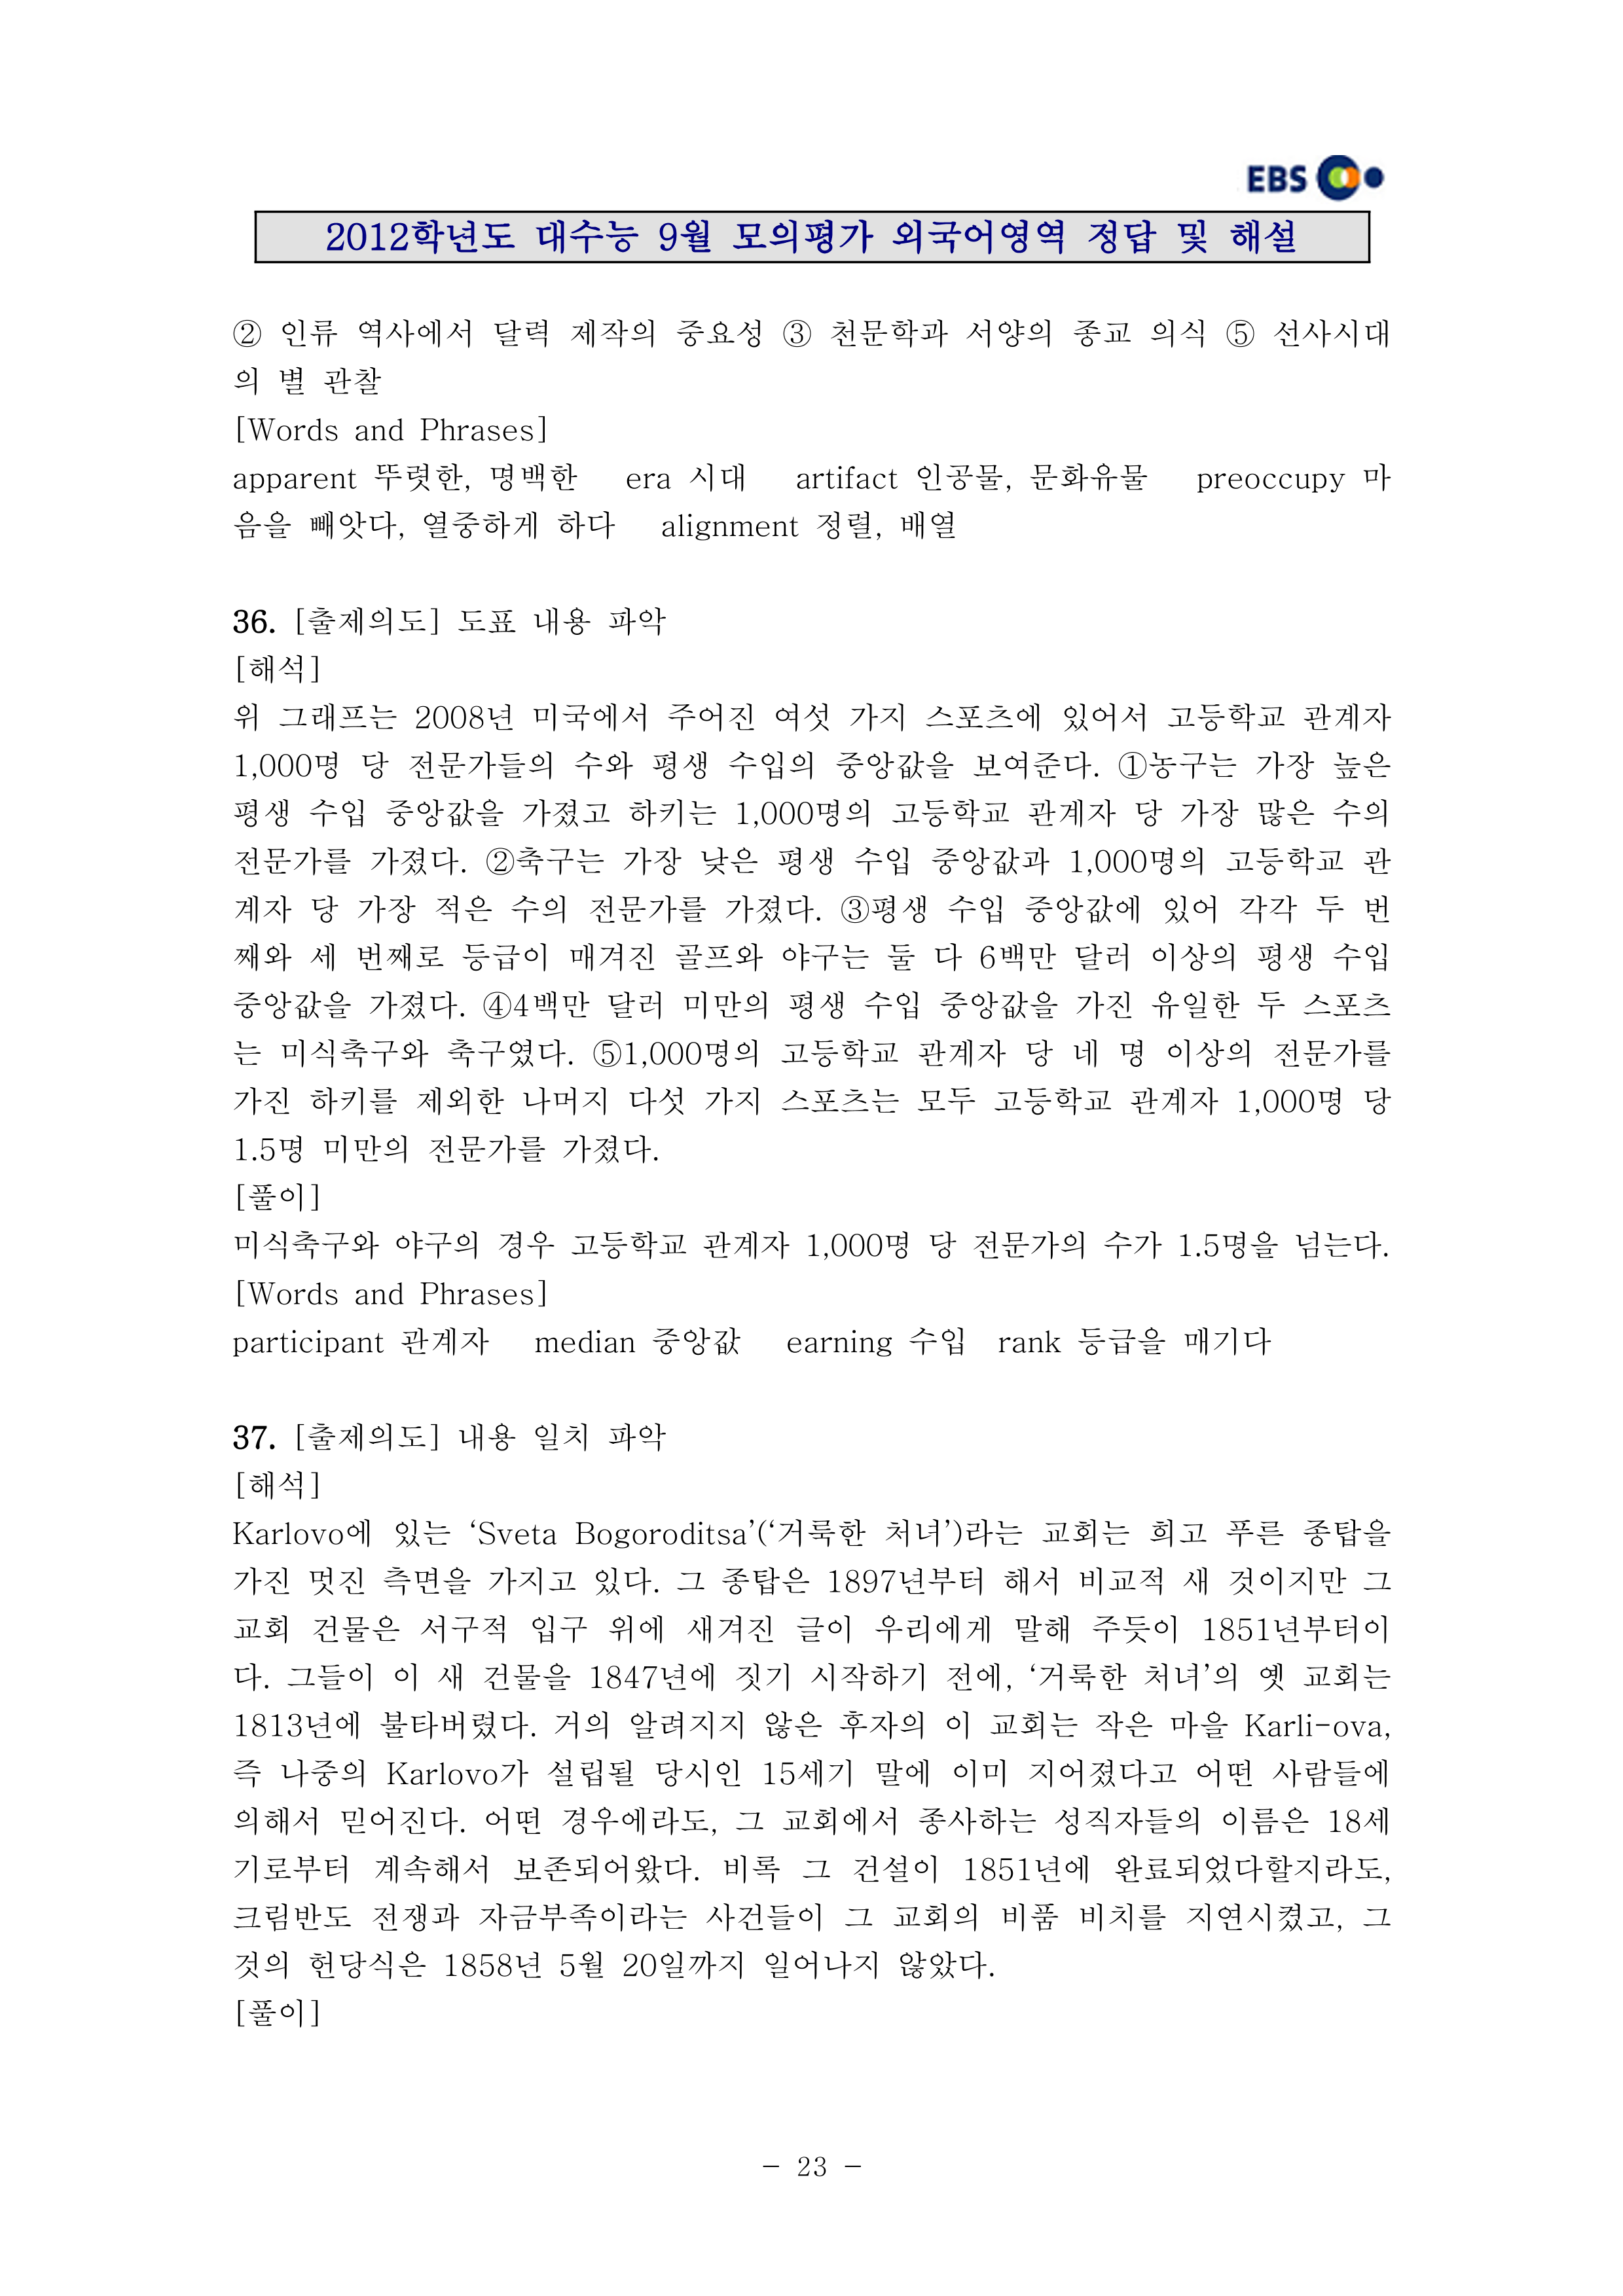 EBS
2012학년도 대수능 9월 모의평가 외국어영역 정답 및 해설
② 인류 역사에서 달력 제작의 중요성 ③ 천문학과 서양의 종교 의식 ⑤ 선사시대
의 별 관찰
[Words and Phrases]
apparent 뚜렷한, 명백한 era 시대 artifact 인공물, 문화유물 preoccupy 마
음을 빼앗다, 열중하게 하다 alignment 정렬, 배열
36. [출제의도] 도표 내용 파악
[해석]
위 그래프는 2008년 미국에서 주어진 여섯 가지 스포츠에 있어서 고등학교 관계자
1,000명 당 전문가들의 수와 평생 수입의 중앙값을 보여준다. ①농구는 가장 높은
평생 수입 중앙값을 가졌고 하키는 1,000명의 고등학교 관계자 당 가장 많은 수의
전문가를 가졌다. ②축구는 가장 낮은 평생 수입 중앙값과 1,000명의 고등학교 관
계자 당 가장 적은 수의 전문가를 가졌다. ③평생 수입 중앙값에 있어 각각 두 번
째와 세 번째로 등급이 매겨진 골프와 야구는 둘 다 6백만 달러 이상의 평생 수입
중앙값을 가졌다. ④4백만 달러 미만의 평생 수입 중앙값을 가진 유일한 두 스포츠
는 미식축구와 축구였다. ⑤1,000명의 고등학교 관계자 당 네 명 이상의 전문가를
가진 하키를 제외한 나머지 다섯 가지 스포츠는 모두 고등학교 관계자 1,000명 당
1.5명 미만의 전문가를 가졌다.
[풀이]
미식축구와 야구의 경우 고등학교 관계자 1,000명 당 전문가의 수가 1.5명을 넘는다.
[Words and Phrases]
participant 관계자 median 중앙값 earning 수입 rank 등급을 매기다
37. [출제의도] 내용 일치 파악
[해석]
Karlovo에 있는 ‘Sveta Bogoroditsa’(‘거룩한 처녀’)라는 교회는 희고 푸른 종탑을
가진 멋진 측면을 가지고 있다. 그 종탑은 1897년부터 해서 비교적 새 것이지만 그
교회 건물은 서구적 입구 위에 새겨진 글이 우리에게 말해 주듯이 1851년부터이
다. 그들이 이 새 건물을 1847년에 짓기 시작하기 전에, ‘거룩한 처녀’의 옛 교회는
1813년에 불타버렸다. 거의 알려지지 않은 후자의 이 교회는 작은 마을 Karli-ova,
즉 나중의 Karlovo가 설립될 당시인 15세기 말에 이미 지어졌다고 어떤 사람들에
의해서 믿어진다. 어떤 경우에라도, 그 교회에서 종사하는 성직자들의 이름은 18세
기로부터 계속해서 보존되어왔다. 비록 그 건설이 1851년에 완료되었다할지라도,
크림반도 전쟁과 자금부족이라는 사건들이 그 교회의 비품 비치를 지연시켰고, 그
것의 헌당식은 1858년 5월 20일까지 일어나지 않았다.
[풀이]
- 23 -